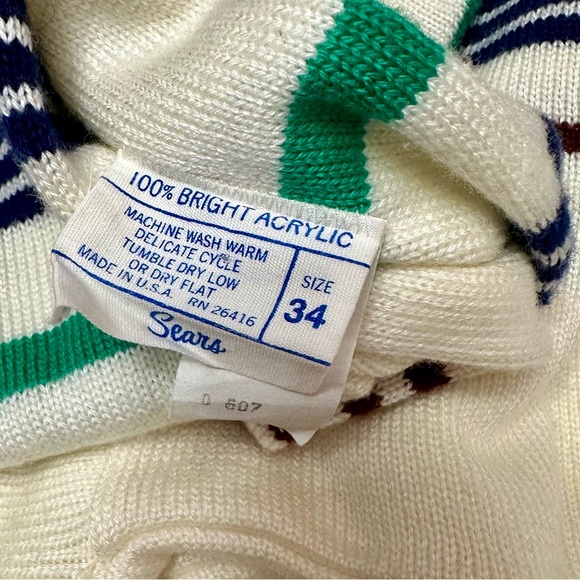 100% BRIGHT ACRYLIC
MACHINE WASH WARM
DELICATE CYCLE
TUMBLE DRY LOW
OR DRY FLAT
MADE IN U.S.A. RN 26416
SIZE
34
Sears
D 607